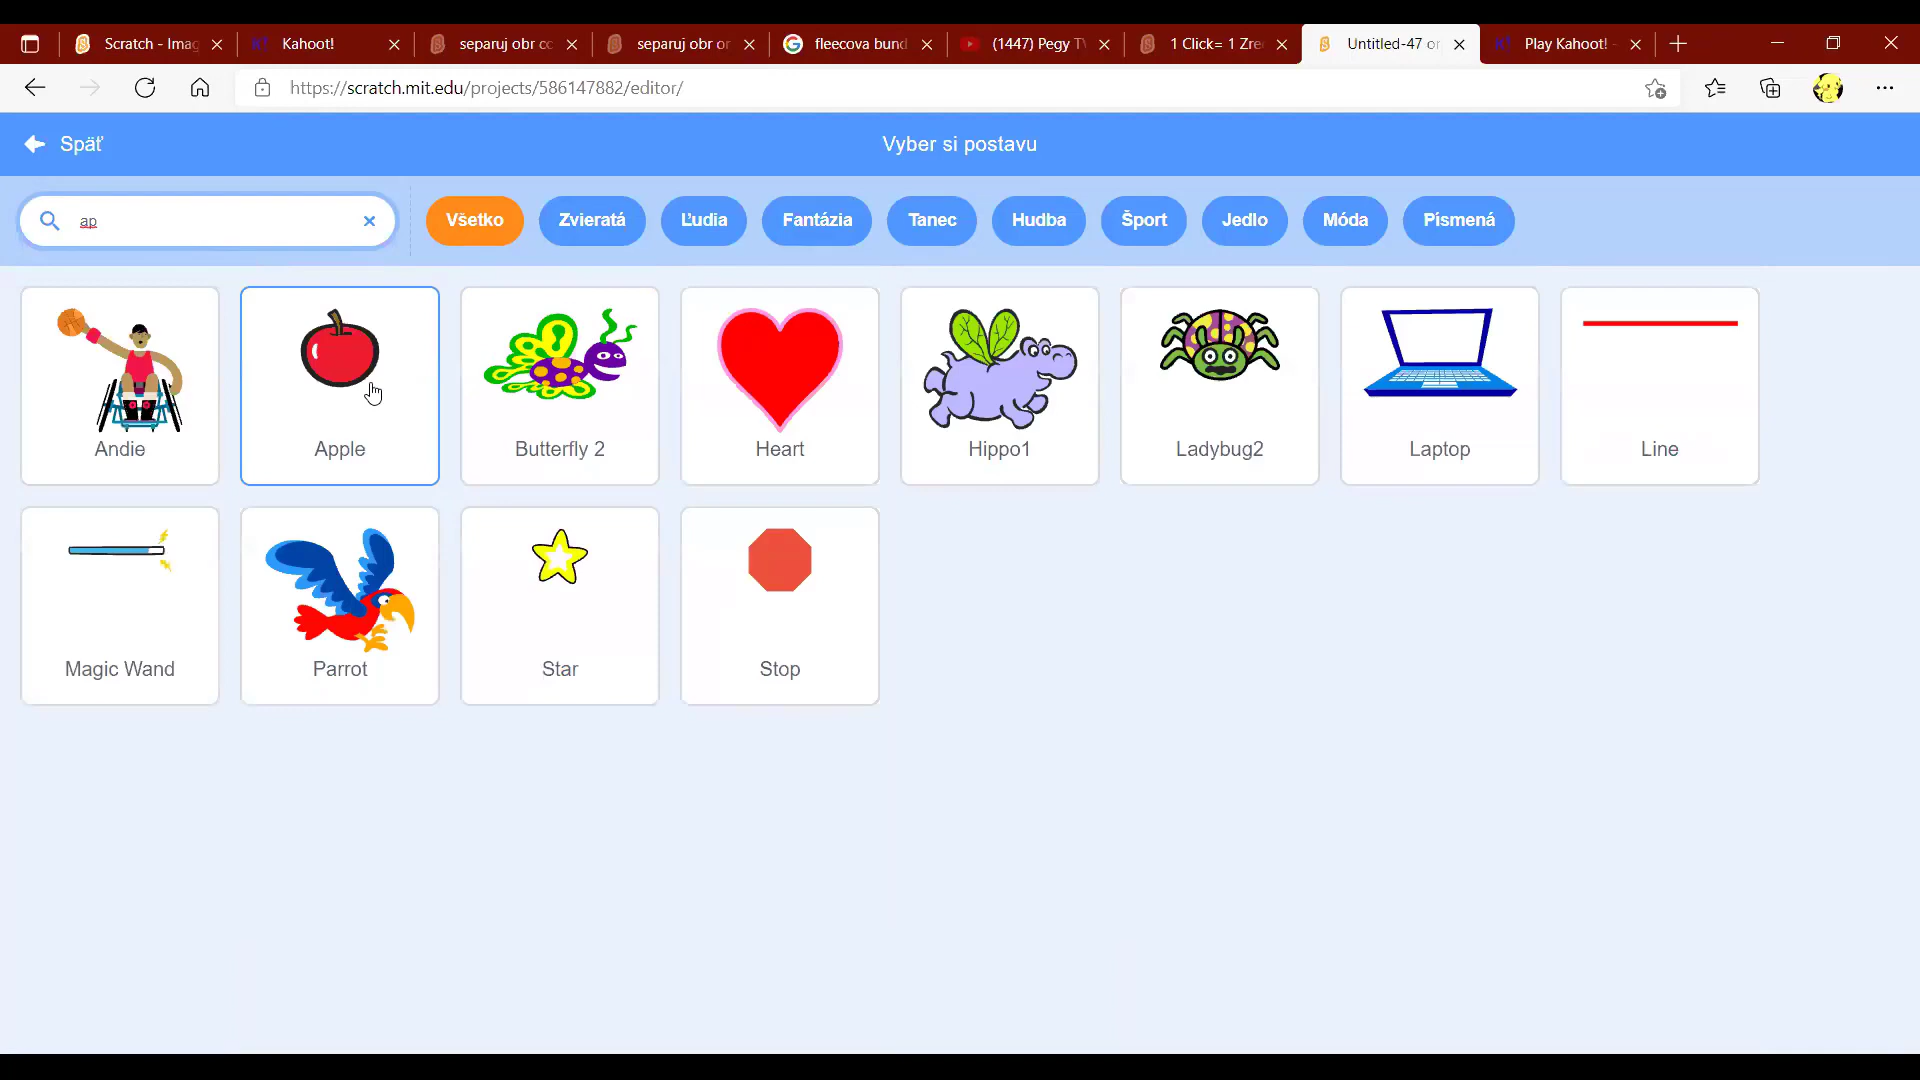 Scratch - Imag
Kahoot!
separuj obr co
separuj obr or
fleecova bund
(1447) Pegy T
1 Click= 1 Zre
Untitled-47 or
Play Kahoot! -
https://scratch.mit.edu/projects/586147882/editor/
Späť
Vyber si postavu
ap
Všetko
Zvieratá
Ľudia
Fantázia
Tanec
Hudba
Šport
Jedlo
Móda
Písmená
Andie
Apple
Butterfly 2
Heart
Hippo1
Ladybug2
Laptop
Line
Magic Wand
Parrot
Star
Stop